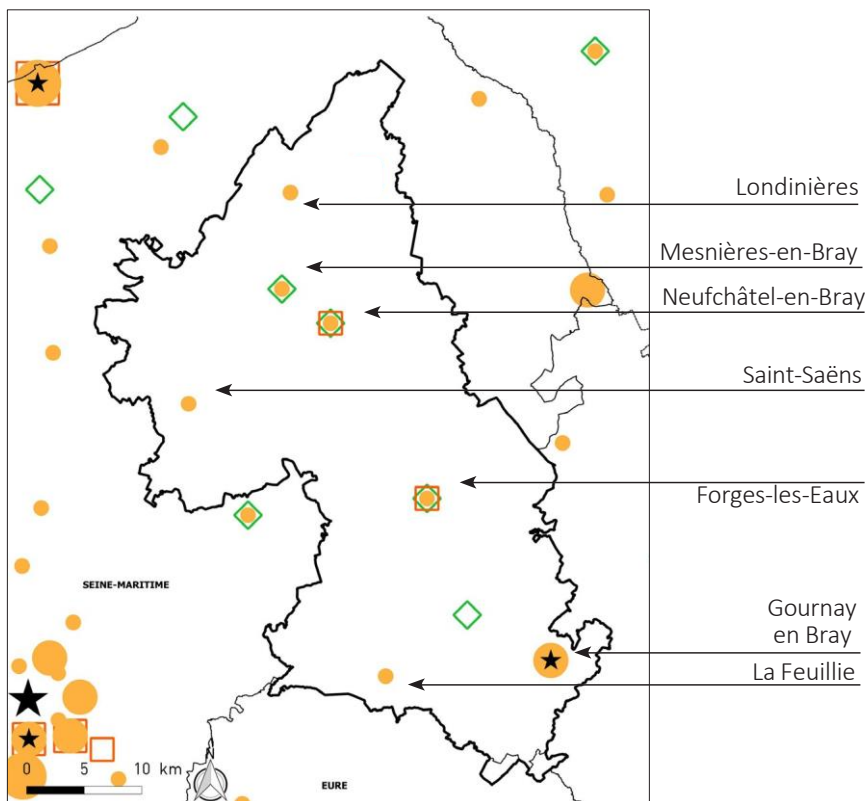 Londinières
Mesnières-en-Bray
Neufchâtel-en-Bray
Saint-Saëns
Forges-les-Eaux
SEINE-MARITIME
Gournay
en Bray
La Feuillie
0 5 10 km
EURE